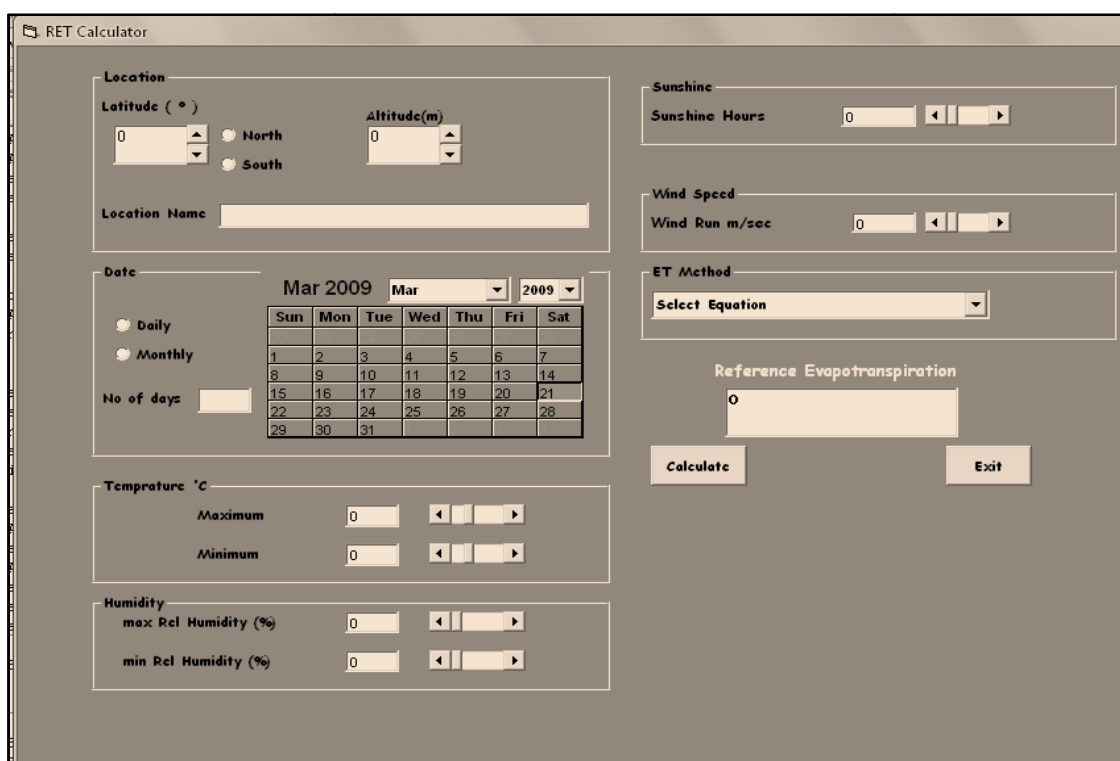 RET Calculator
Location
Latitude ( ° )
0
North
South
Altitude(m)
0
Location Name
Date
Daily
Monthly
No of days
Mar 2009 Mar 2009
Sun Mon Tue Wed Thu Fri Sat
1 2 3 4 5 6 7
8 9 10 11 12 13 14
15 16 17 18 19 20 21
22 23 24 25 26 27 28
29 30 31
Temprature °C
Maximum 0
Minimum 0
Humidity
max Rel Humidity (%) 0
min Rel Humidity (%) 0
Sunshine
Sunshine Hours 0
Wind Speed
Wind Run m/sec 0
ET Method
Select Equation
Reference Evapotranspiration
0
Calculate Exit